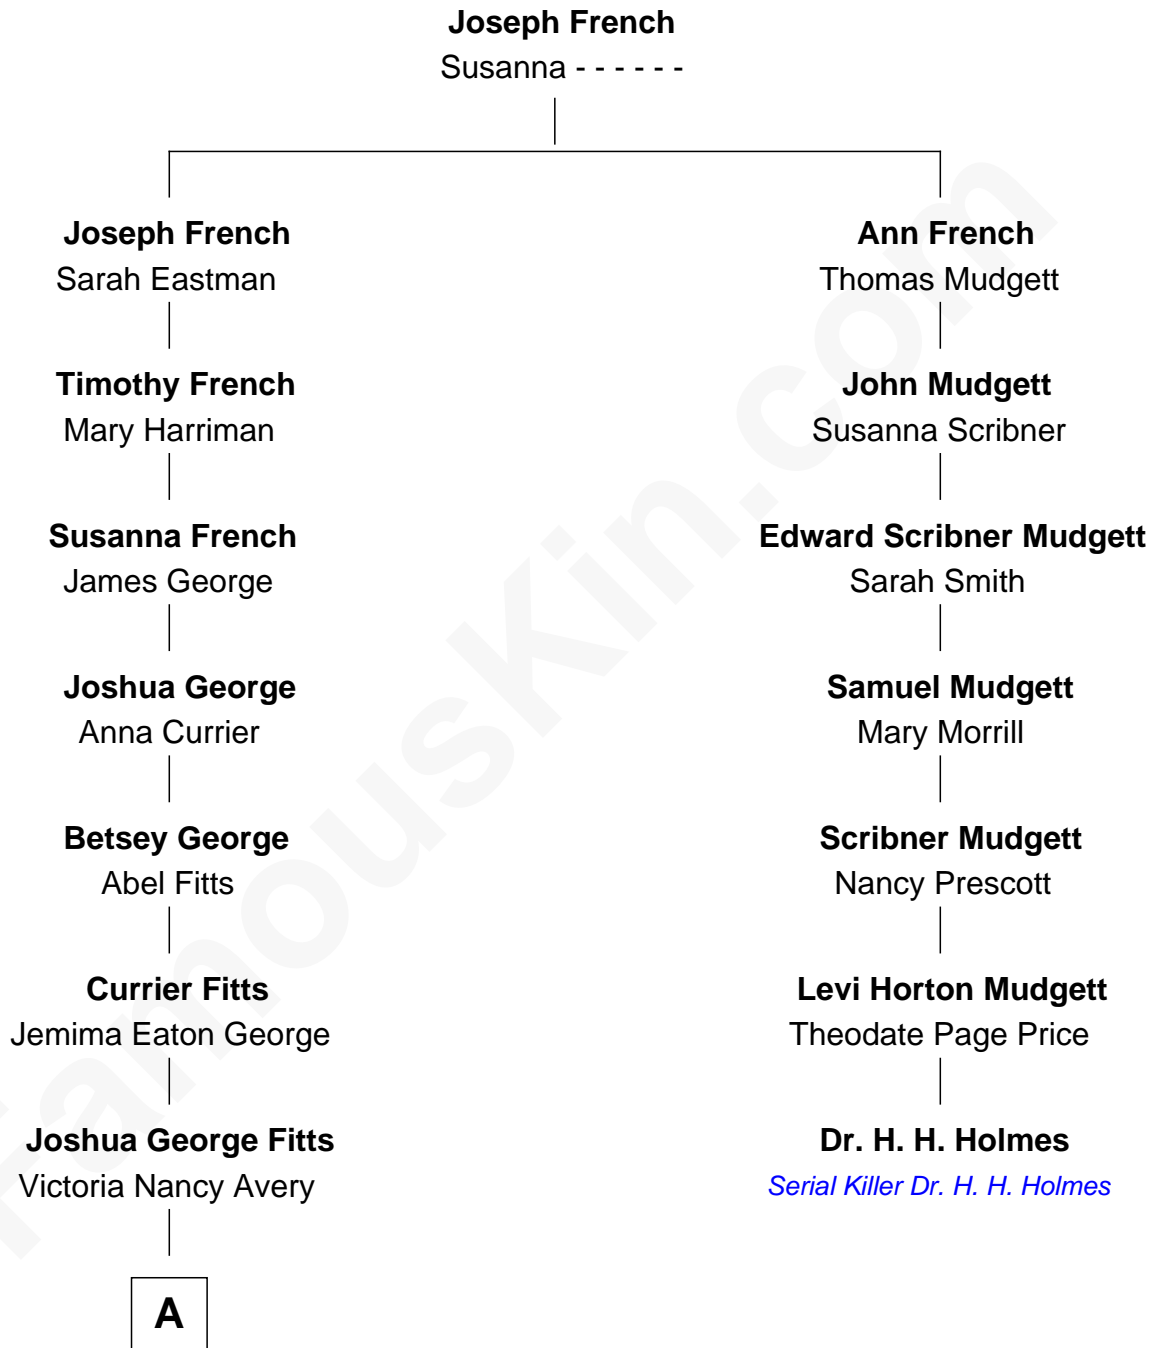 Joseph French
Susanna - - - - - -
Joseph French
Sarah Eastman
Ann French
Thomas Mudgett
Timothy French
Mary Harriman
John Mudgett
Susanna Scribner
Susanna French
James George
Edward Scribner Mudgett
Sarah Smith
Joshua George
Anna Currier
Samuel Mudgett
Mary Morrill
Betsey George
Abel Fitts
Scribner Mudgett
Nancy Prescott
Currier Fitts
Jemima Eaton George
Levi Horton Mudgett
Theodate Page Price
Joshua George Fitts
Victoria Nancy Avery
Dr. H. H. Holmes
Serial Killer Dr. H. H. Holmes
A
FamousKin.com